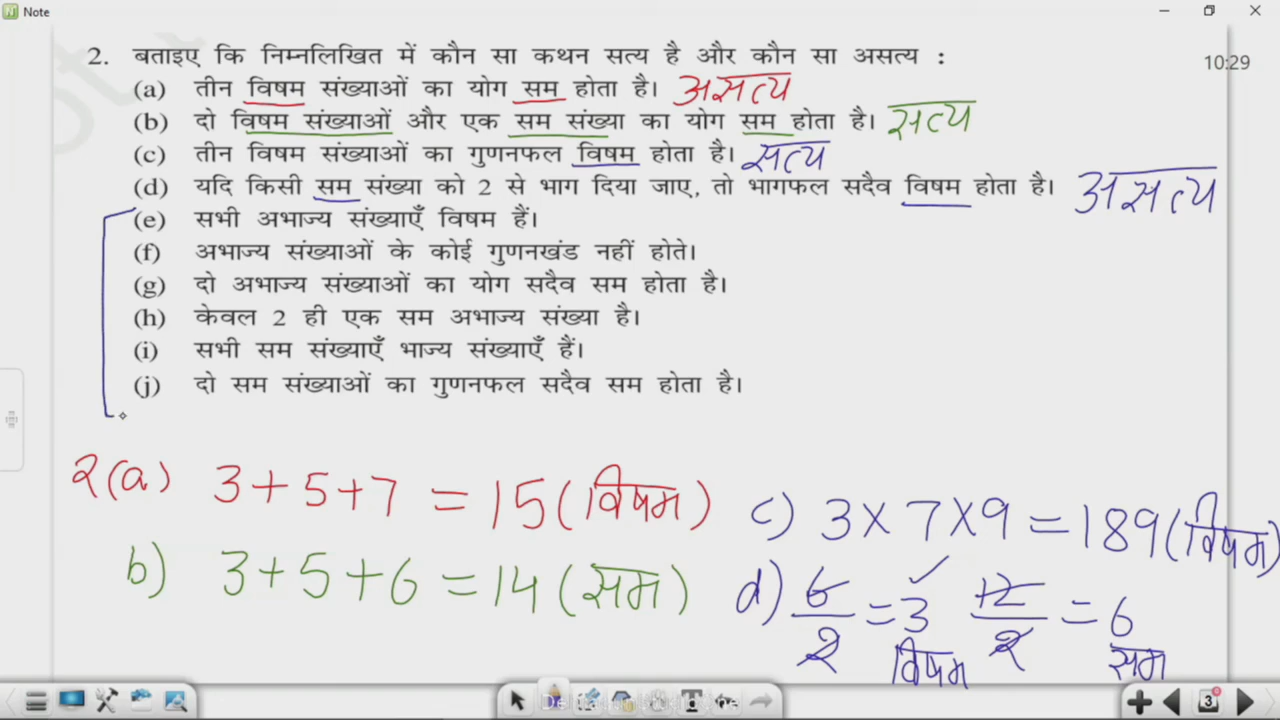 Note
10:29
2. बताइए कि निम्नलिखित में कौन सा कथन सत्य है और कौन सा असत्य :
(a) तीन विषम संख्याओं का योग सम होता है। असत्य
(b) दो विषम संख्याओं और एक सम संख्या का योग सम होता है। सत्य
(c) तीन विषम संख्याओं का गुणनफल विषम होता है। सत्य
(d) यदि किसी सम संख्या को 2 से भाग दिया जाए, तो भागफल सदैव विषम होता है। असत्य
(e) सभी अभाज्य संख्याएँ विषम हैं।
(f) अभाज्य संख्याओं के कोई गुणनखंड नहीं होते।
(g) दो अभाज्य संख्याओं का योग सदैव सम होता है।
(h) केवल 2 ही एक सम अभाज्य संख्या है।
(i) सभी सम संख्याएँ भाज्य संख्याएँ हैं।
(j) दो सम संख्याओं का गुणनफल सदैव सम होता है।
2(a) 3+5+7 = 15 (विषम)
b) 3+5+6 = 14 (सम)
c) 3×7×9 = 189 (विषम)
d) 6/2 = 3 विषम 12/2 = 6 सम
3